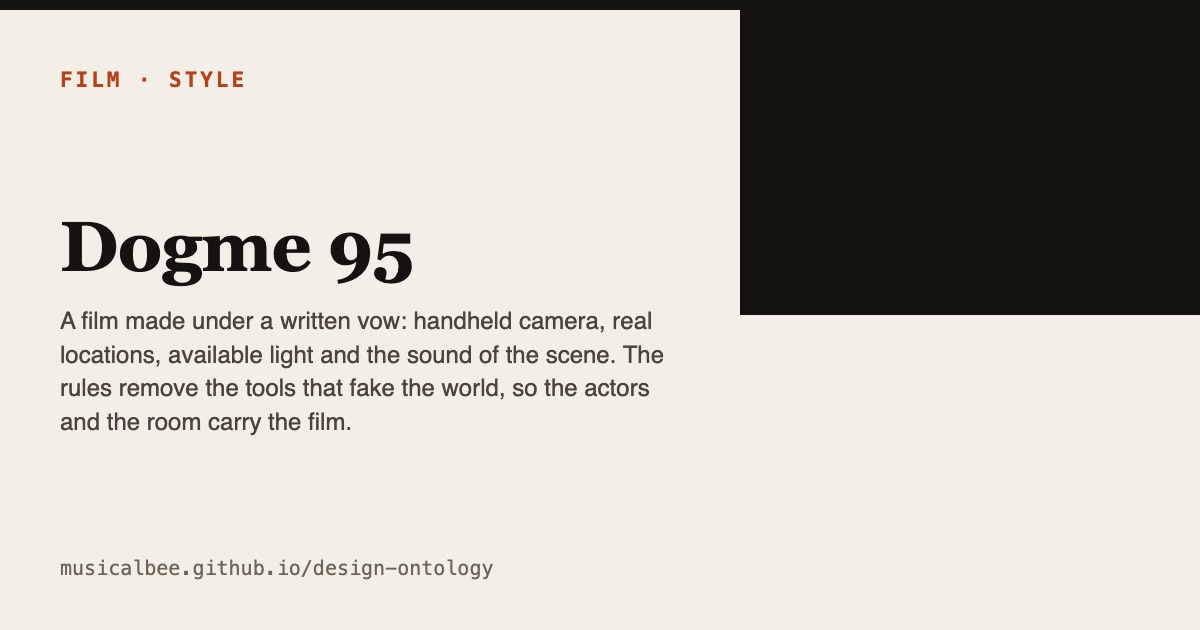 FILM · STYLE
Dogme 95
A film made under a written vow: handheld camera, real
locations, available light and the sound of the scene. The
rules remove the tools that fake the world, so the actors
and the room carry the film.
musicalbee.github.io/design-ontology